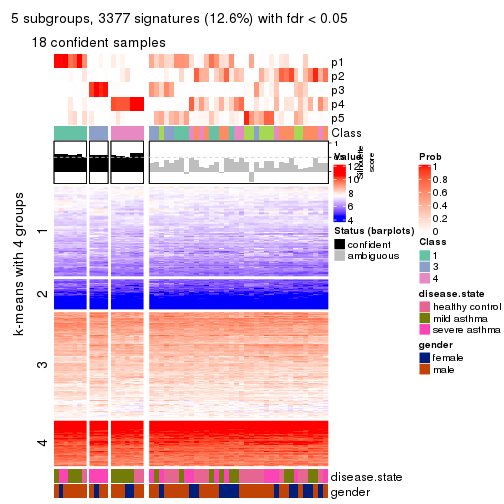 5 subgroups, 3377 signatures (12.6%) with fdr < 0.05
18 confident samples
p1
p2
p3
p4
p5
Class
1
Silhouette
score
k-means with 4 groups
1
2
3
4
disease.state
gender
Value
12
10
8
6
4
Status (barplots)
confident
ambiguous
Prob
1
0.8
0.6
0.4
0.2
0
Class
1
3
4
disease.state
healthy control
mild asthma
severe asthma
gender
female
male